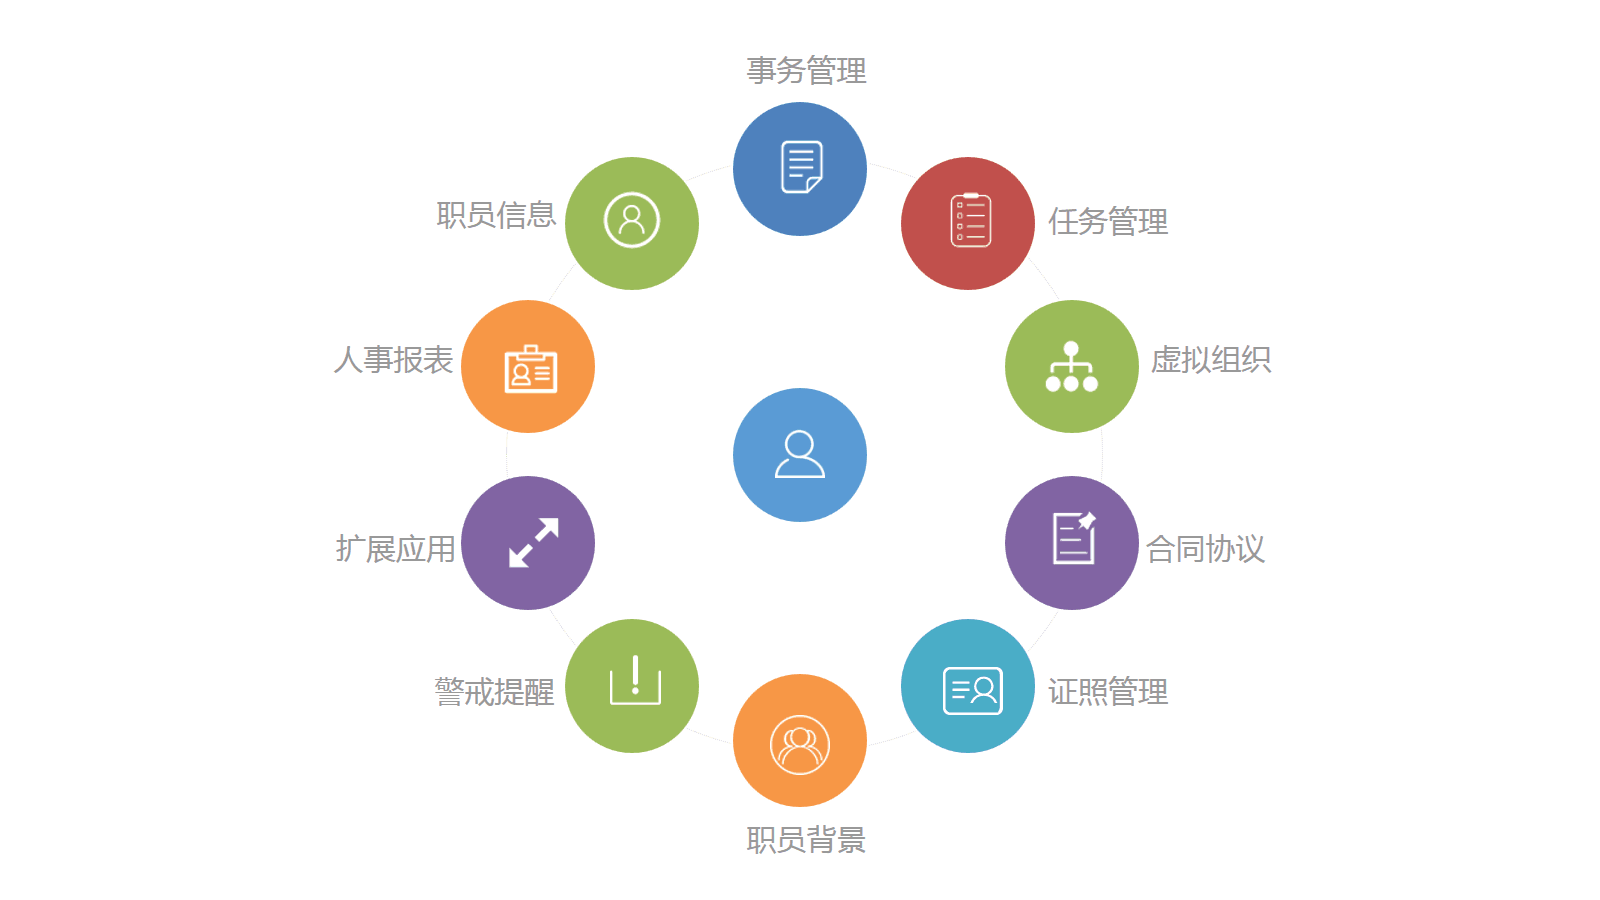 事务管理
职员信息
任务管理
人事报表
虚拟组织
扩展应用
合同协议
警戒提醒
证照管理
职员背景